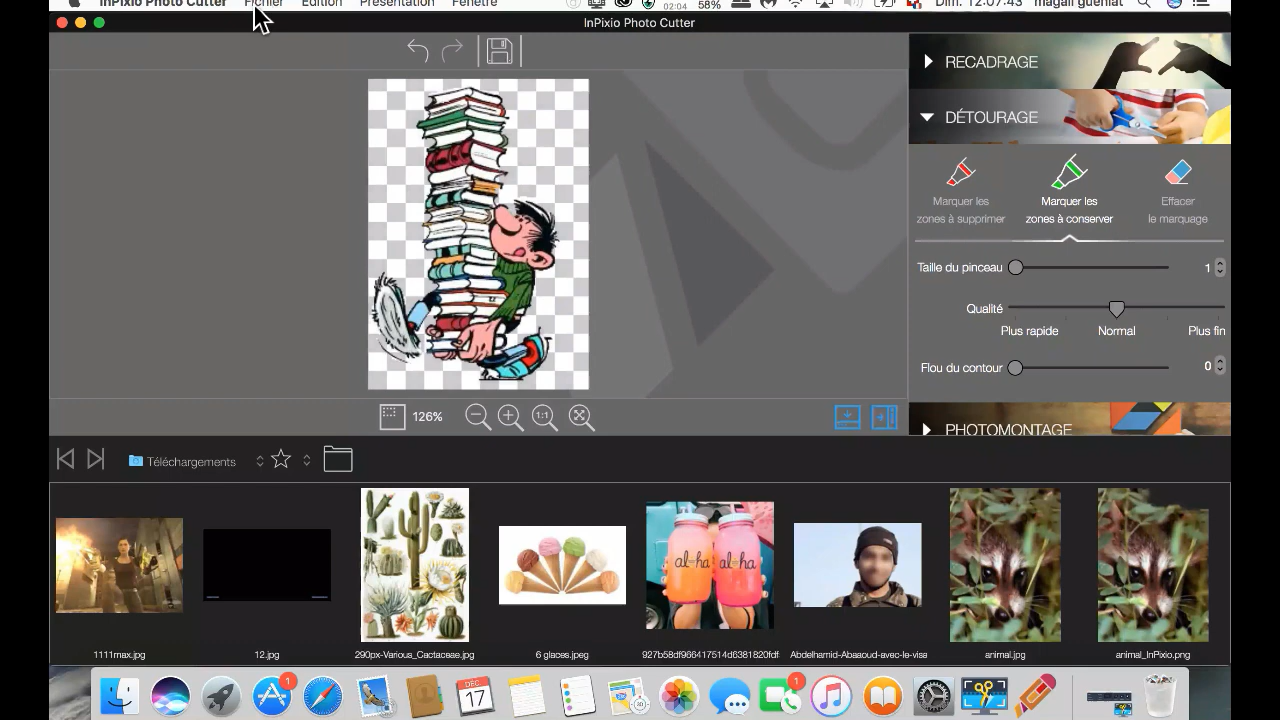 InPixio Photo Cutter Fichier Édition Présentation Fenêtre 02:04 58% Dim. 12:07:43 magali guenat
InPixio Photo Cutter
RECADRAGE
DÉTOURAGE
Marquer les zones à supprimer
Marquer les zones à conserver
Effacer le marquage
Taille du pinceau 1
Qualité
Plus rapide Normal Plus fin
Flou du contour 0
126% 1:1
PHOTOMONTAGE
Téléchargements
al-ha al-ha
1111max.jpg 12.jpg 290px-Various_Cactaceae.jpg 6 glaces.jpeg 927b58df966417514d6381820fdf Abdelhamid-Abaaoud-avec-le-visa animal.jpg animal_InPixio.png
1 DÉC. 17 1